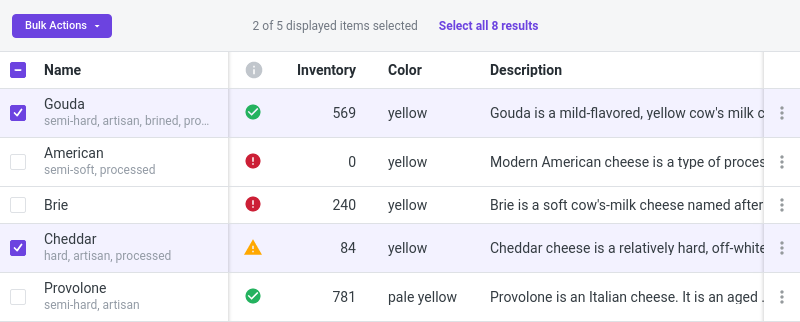 Bulk Actions
2 of 5 displayed items selected
Select all 8 results
Name Inventory Color Description
Gouda
semi-hard, artisan, brined, pro...
569 yellow Gouda is a mild-flavored, yellow cow's milk c
American
semi-soft, processed
0 yellow Modern American cheese is a type of proces
Brie 240 yellow Brie is a soft cow's-milk cheese named after
Cheddar
hard, artisan, processed
84 yellow Cheddar cheese is a relatively hard, off-white
Provolone
semi-hard, artisan
781 pale yellow Provolone is an Italian cheese. It is an aged .